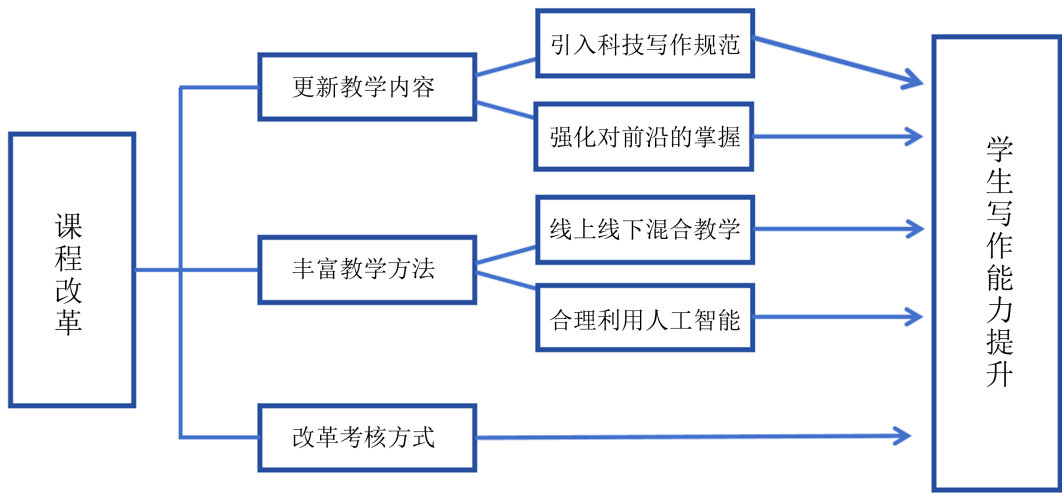 课程改革
更新教学内容
引入科技写作规范
强化对前沿的掌握
丰富教学方法
线上线下混合教学
合理利用人工智能
改革考核方式
学生写作能力提升